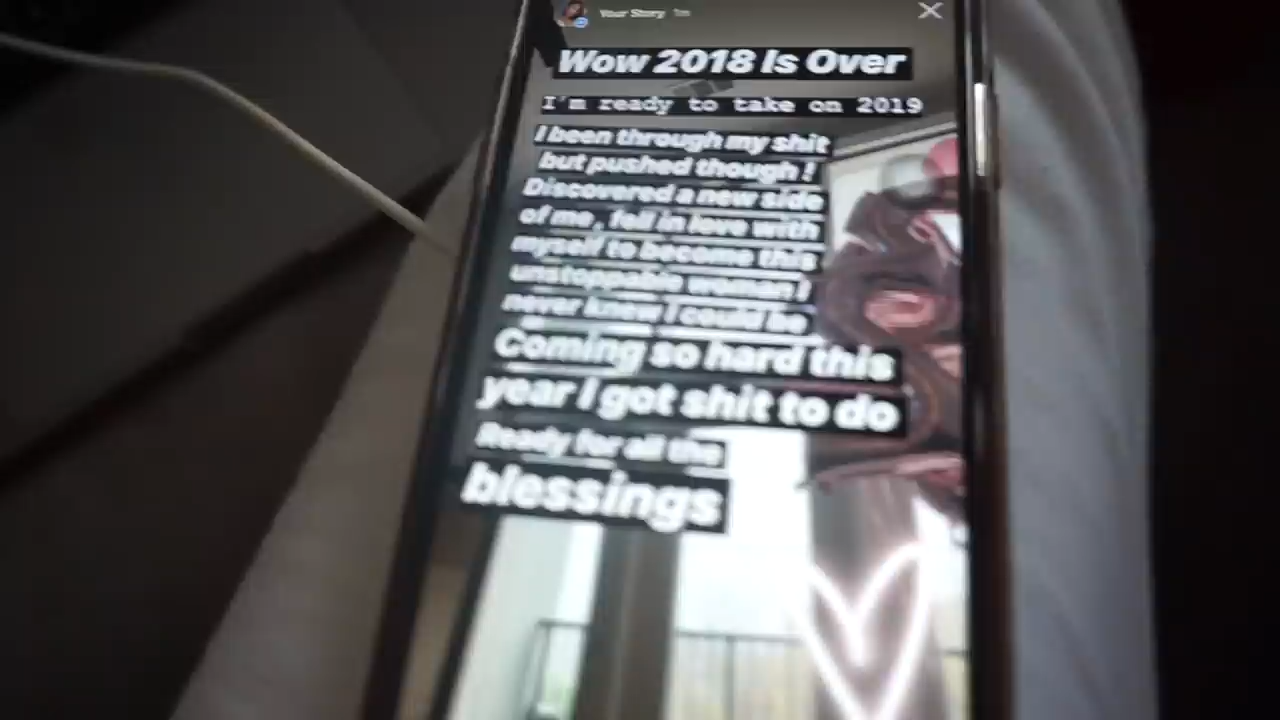 Your Story 1m
Wow 2018 Is Over
I'm ready to take on 2019
I been through my shit
but pushed though !
Discovered a new side
of me , fell in love with
myself to become this
unstoppable woman I
never knew I could be
Coming so hard this
year I got shit to do
Ready for all the
blessings